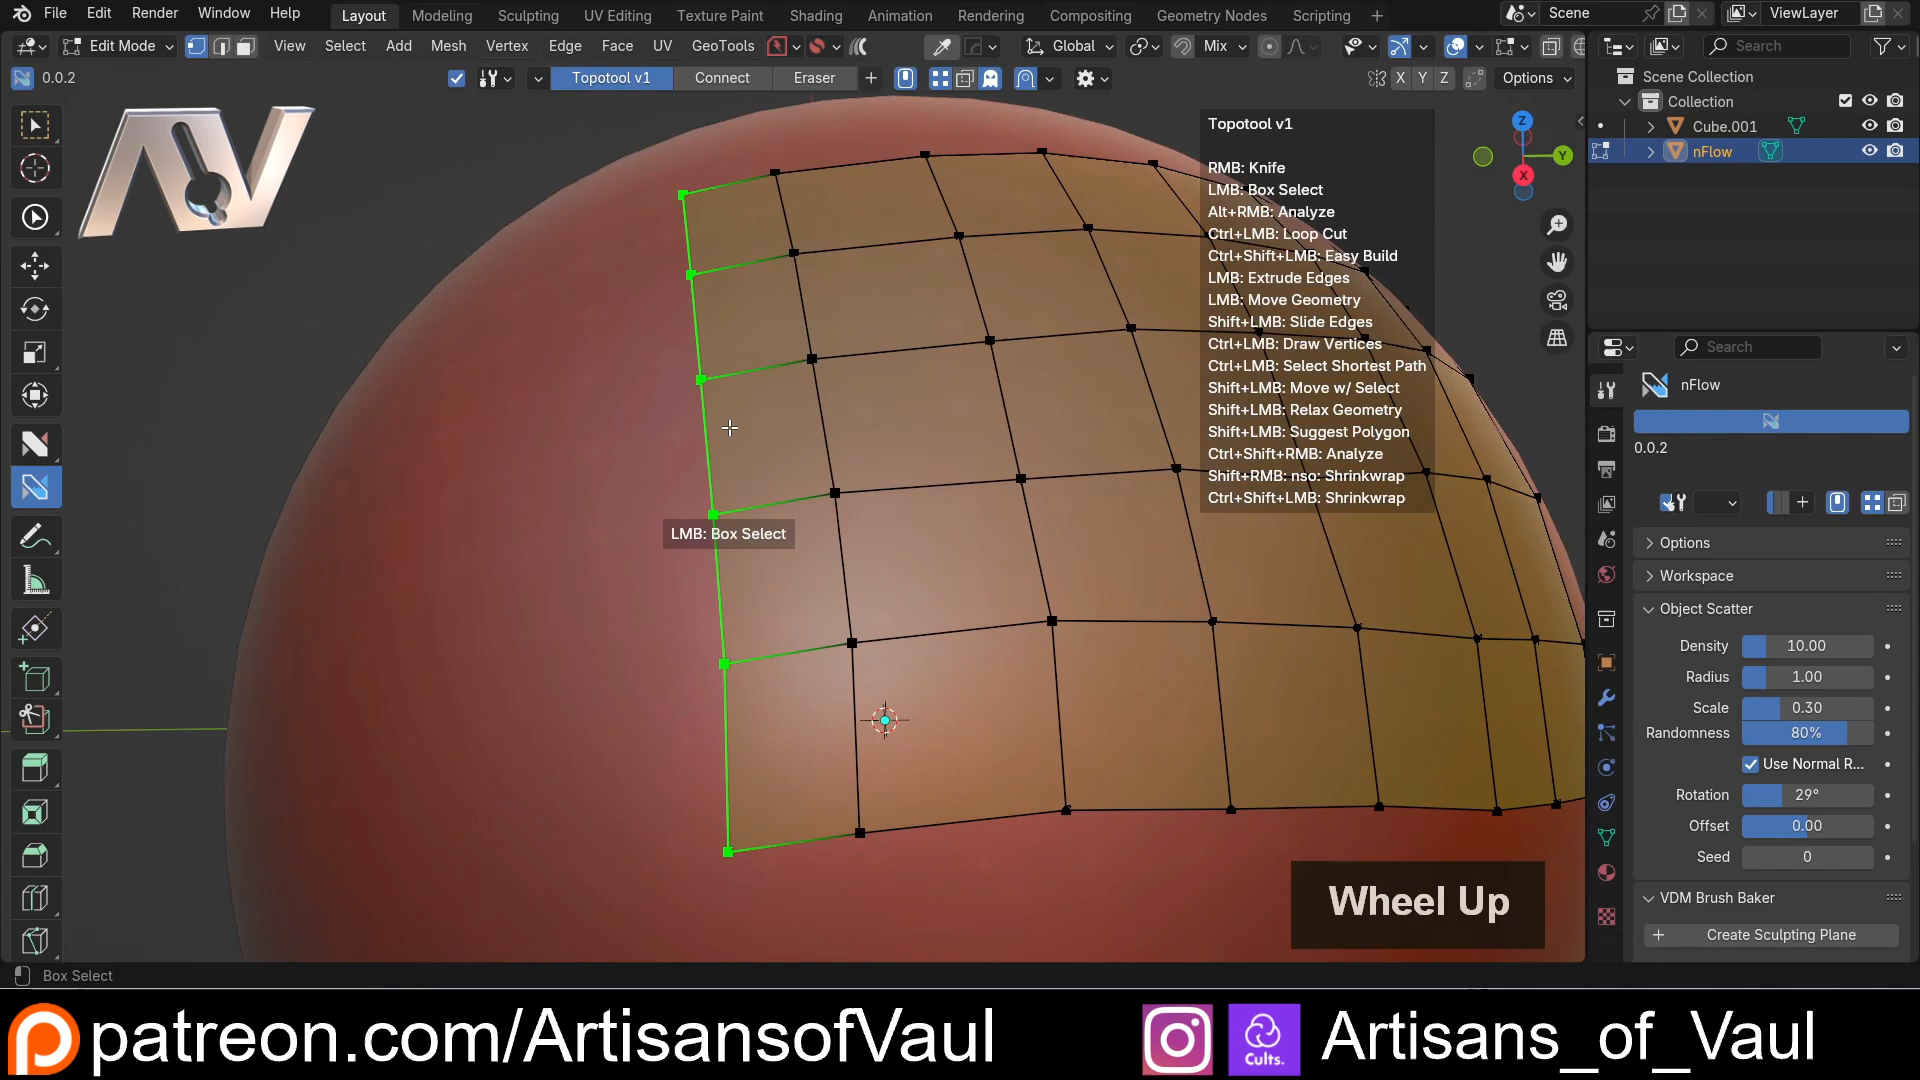 File Edit Render Window Help Layout Modeling Sculpting UV Editing Texture Paint Shading Animation Rendering Compositing Geometry Nodes Scripting + Scene ViewLayer
Edit Mode View Select Add Mesh Vertex Edge Face UV GeoTools Global Mix Search
0.0.2 Topotool v1 Connect Eraser + X Y Z Options
Scene Collection
Collection
Cube.001
nFlow
AV
Z
Y
X
Topotool v1
RMB: Knife
LMB: Box Select
Alt+RMB: Analyze
Ctrl+LMB: Loop Cut
Ctrl+Shift+LMB: Easy Build
LMB: Extrude Edges
LMB: Move Geometry
Shift+LMB: Slide Edges
Ctrl+LMB: Draw Vertices
Ctrl+LMB: Select Shortest Path
Shift+LMB: Move w/ Select
Shift+LMB: Relax Geometry
Shift+LMB: Suggest Polygon
Ctrl+Shift+RMB: Analyze
Shift+RMB: nso: Shrinkwrap
Ctrl+Shift+LMB: Shrinkwrap
LMB: Box Select
Search
nFlow
0.0.2
+
Options
Workspace
Object Scatter
Density 10.00
Radius 1.00
Scale 0.30
Randomness 80%
Use Normal R...
Rotation 29°
Offset 0.00
Seed 0
VDM Brush Baker
+ Create Sculpting Plane
Wheel Up
Box Select
patreon.com/ArtisansofVaul
Cults.
Artisans_of_Vaul